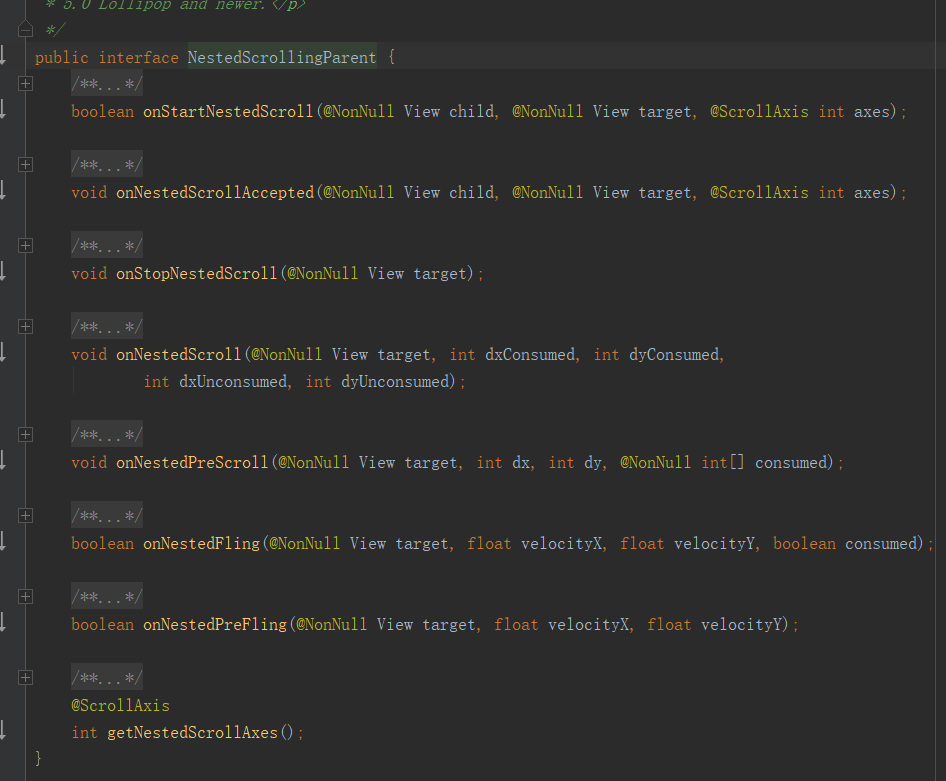 * 5.0 Lollipop and newer.</p>
*/
public interface NestedScrollingParent {
/**...*/
boolean onStartNestedScroll(@NonNull View child, @NonNull View target, @ScrollAxis int axes);
/**...*/
void onNestedScrollAccepted(@NonNull View child, @NonNull View target, @ScrollAxis int axes);
/**...*/
void onStopNestedScroll(@NonNull View target);
/**...*/
void onNestedScroll(@NonNull View target, int dxConsumed, int dyConsumed,
int dxUnconsumed, int dyUnconsumed);
/**...*/
void onNestedPreScroll(@NonNull View target, int dx, int dy, @NonNull int[] consumed);
/**...*/
boolean onNestedFling(@NonNull View target, float velocityX, float velocityY, boolean consumed);
/**...*/
boolean onNestedPreFling(@NonNull View target, float velocityX, float velocityY);
/**...*/
@ScrollAxis
int getNestedScrollAxes();
}